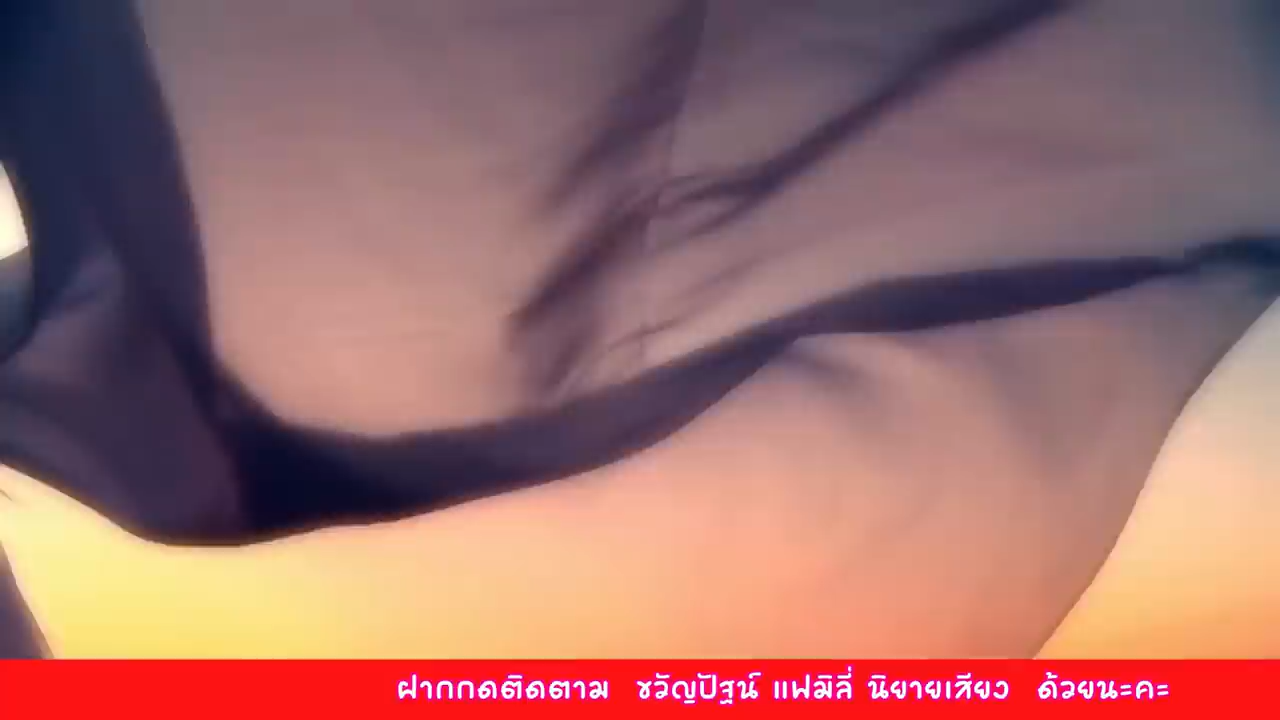 ฝากกดติดตาม ชวัญปัฐน์ แฟมิลี่ นิยายเสียง ด้วยนะคะ